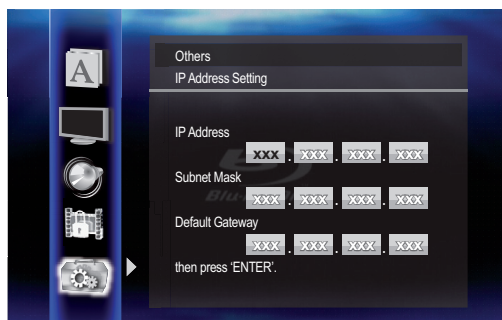 A
Others
IP Address Setting
IP Address
xxx . xxx . xxx . xxx
Subnet Mask
xxx . xxx . xxx . xxx
Default Gateway
xxx . xxx . xxx . xxx
then press ‘ENTER’.